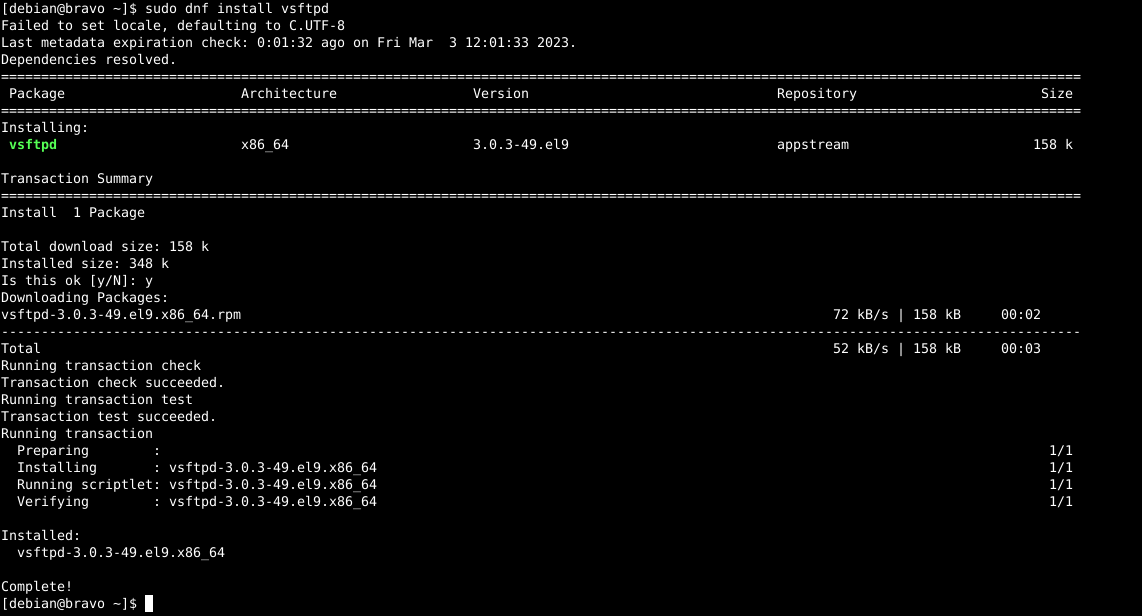 [debian@bravo ~]$ sudo dnf install vsftpd
Failed to set locale, defaulting to C.UTF-8
Last metadata expiration check: 0:01:32 ago on Fri Mar  3 12:01:33 2023.
Dependencies resolved.
================================================================================
 Package                      Architecture                 Version                               Repository                       Size
================================================================================
Installing:
 vsftpd                       x86_64                       3.0.3-49.el9                          appstream                       158 k

Transaction Summary
================================================================================
Install  1 Package

Total download size: 158 k
Installed size: 348 k
Is this ok [y/N]: y
Downloading Packages:
vsftpd-3.0.3-49.el9.x86_64.rpm                                                                          72 kB/s | 158 kB     00:02
--------------------------------------------------------------------------------
Total                                                                                                   52 kB/s | 158 kB     00:03
Running transaction check
Transaction check succeeded.
Running transaction test
Transaction test succeeded.
Running transaction
  Preparing        :                                                                                                               1/1
  Installing       : vsftpd-3.0.3-49.el9.x86_64                                                                                    1/1
  Running scriptlet: vsftpd-3.0.3-49.el9.x86_64                                                                                    1/1
  Verifying        : vsftpd-3.0.3-49.el9.x86_64                                                                                    1/1

Installed:
  vsftpd-3.0.3-49.el9.x86_64

Complete!
[debian@bravo ~]$